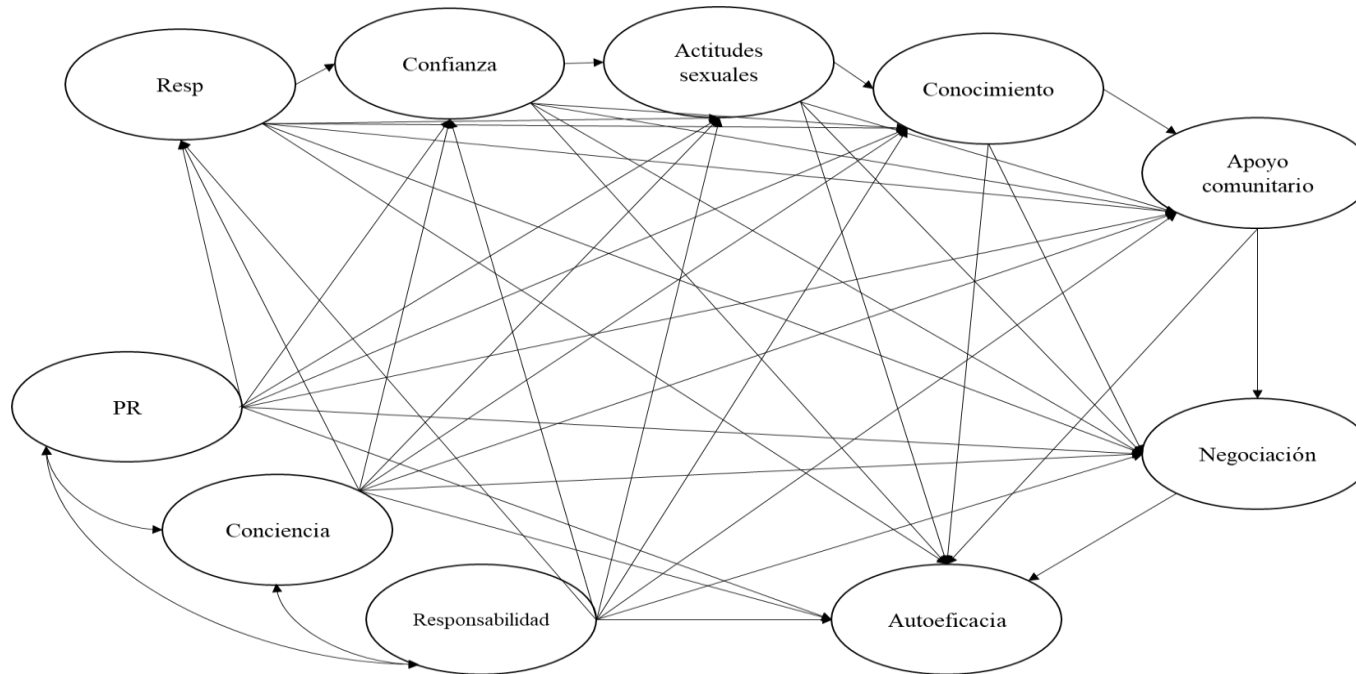 Resp
Confianza
Actitudes
sexuales
Conocimiento
Apoyo
comunitario
PR
Negociación
Conciencia
Responsabilidad
Autoeficacia